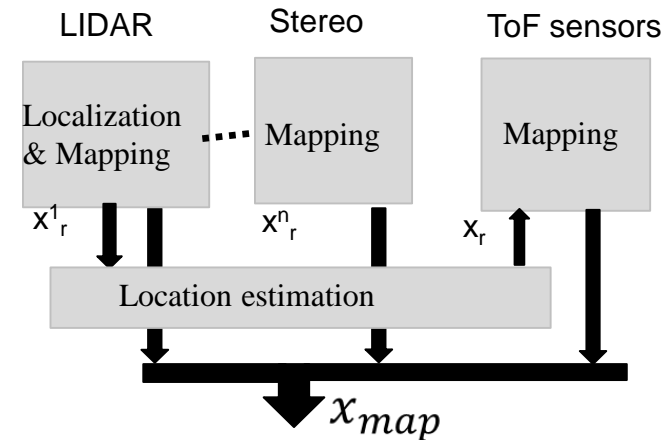 LIDAR
Stereo
ToF sensors
Localization
& Mapping
Mapping
Mapping
x¹ᵣ
xⁿᵣ
xᵣ
Location estimation
xₘₐₚ